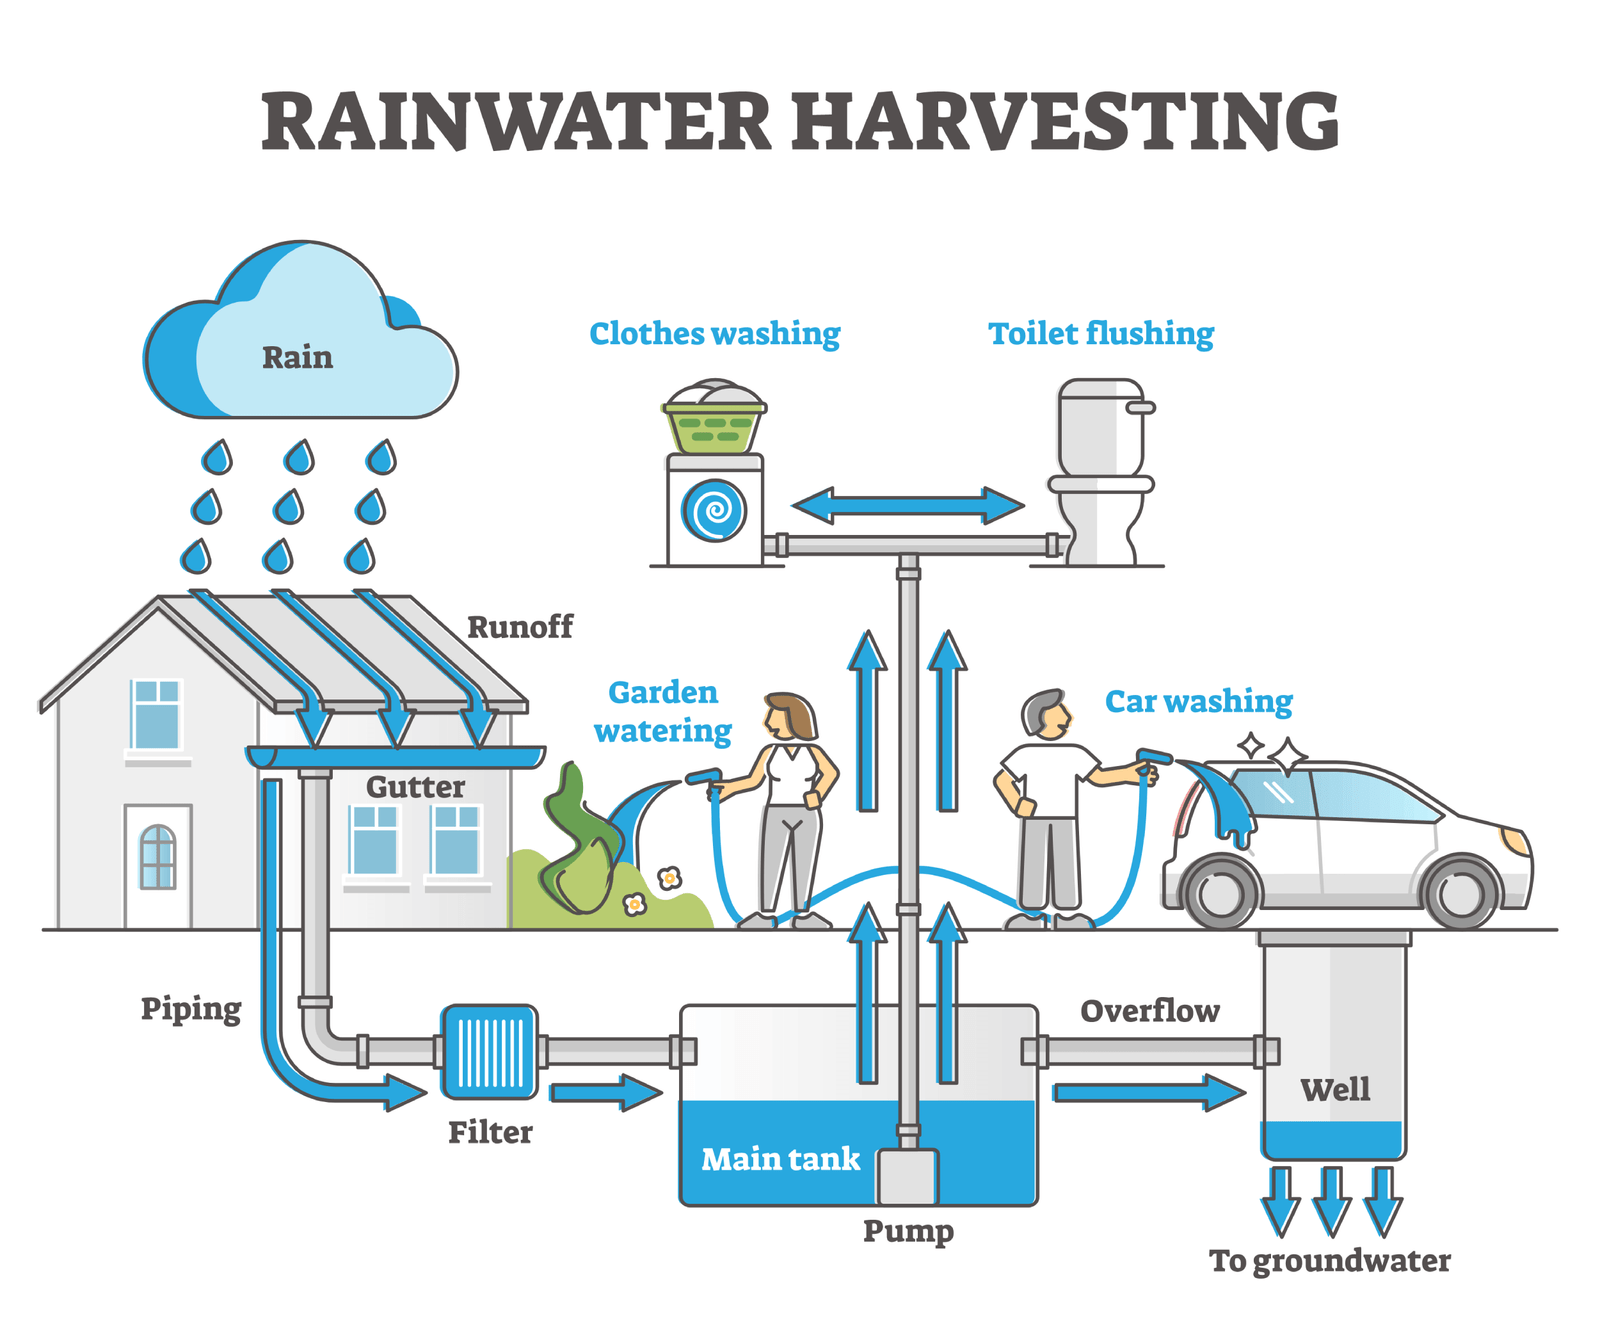 RAINWATER HARVESTING
Rain
Clothes washing
Toilet flushing
Runoff
Garden
watering
Car washing
Gutter
Piping
Overflow
Well
Filter
Main tank
Pump
To groundwater